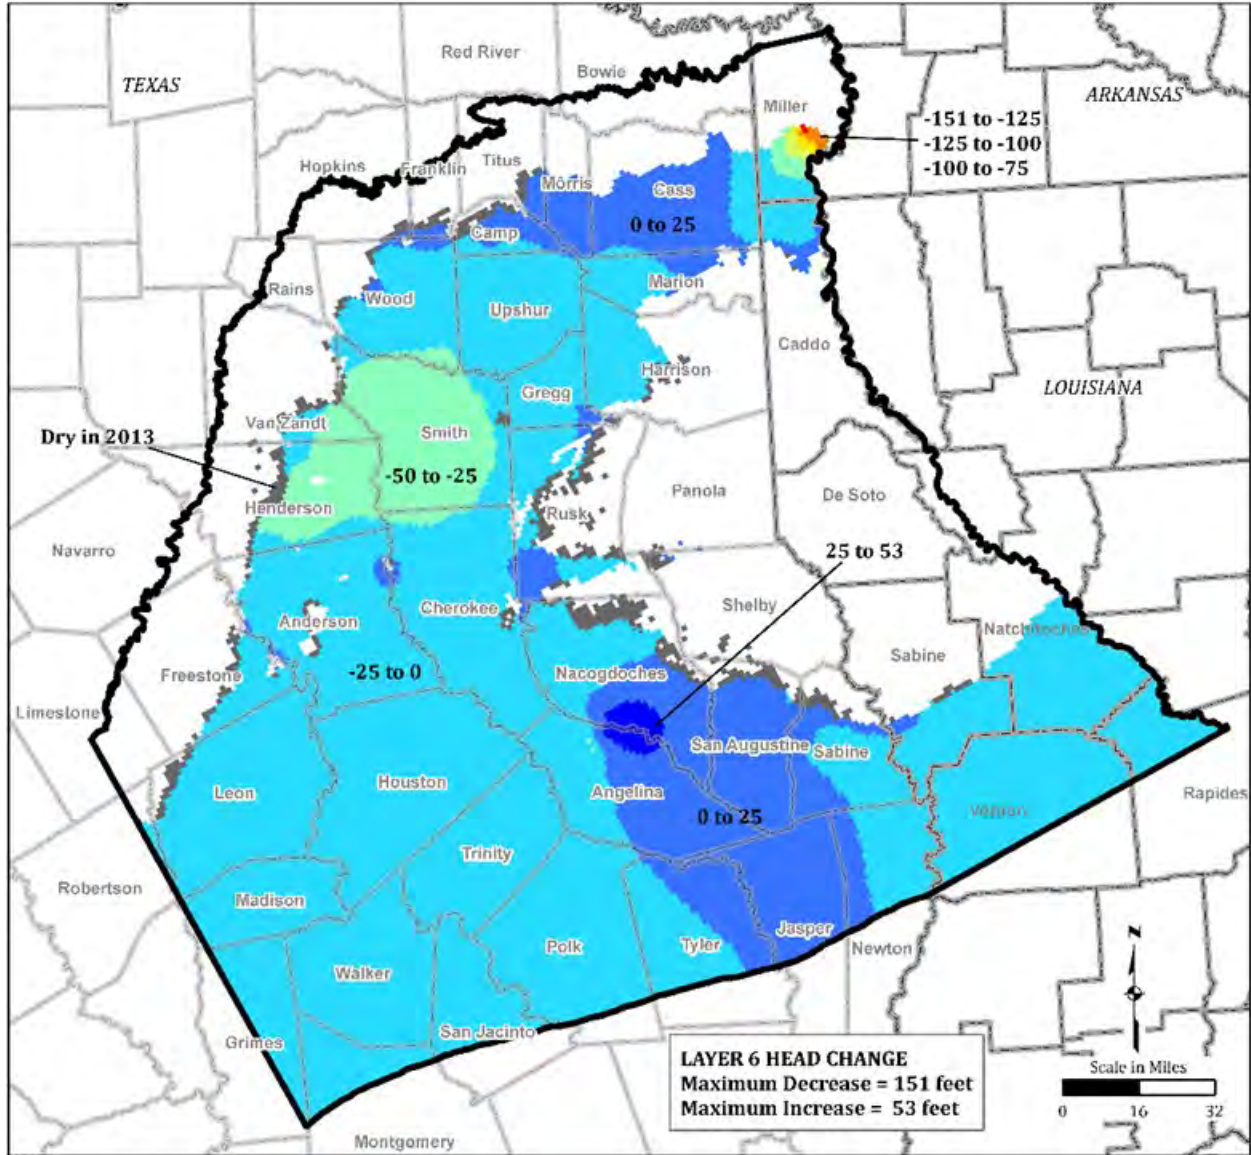 Red River
Bowie
TEXAS
ARKANSAS
Miller
-151 to -125
-125 to -100
-100 to -75
Hopkins
Franklin
Titus
Morris
Cass
0 to 25
Camp
Rains
Wood
Marion
Upshur
Caddo
Harrison
LOUISIANA
Gregg
Van Zandt
Smith
Dry in 2013
-50 to -25
Panola
De Soto
Henderson
Rusk
Navarro
25 to 53
Shelby
Cherokee
Anderson
Natchitoches
Sabine
Nacogdoches
-25 to 0
Freestone
Limestone
San Augustine
Sabine
Houston
Leon
Angelina
Rapides
Vernon
0 to 25
Trinity
Robertson
Madison
Jasper
Polk
Tyler
Newton
N
Walker
San Jacinto
Grimes
LAYER 6 HEAD CHANGE
Maximum Decrease = 151 feet
Maximum Increase = 53 feet
Scale in Miles
0 16 32
Montgomery